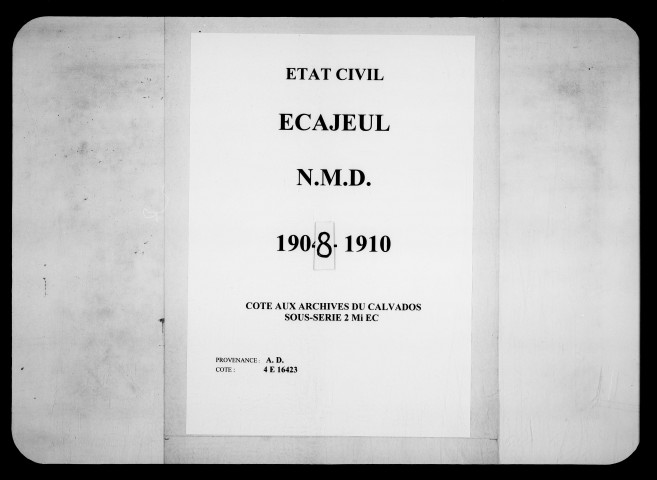 ETAT CIVIL
ECAJEUL
N.M.D.
1908 - 1910
COTE AUX ARCHIVES DU CALVADOS
SOUS-SERIE 2 Mi EC
PROVENANCE : A. D.
COTE : 4 E 16423